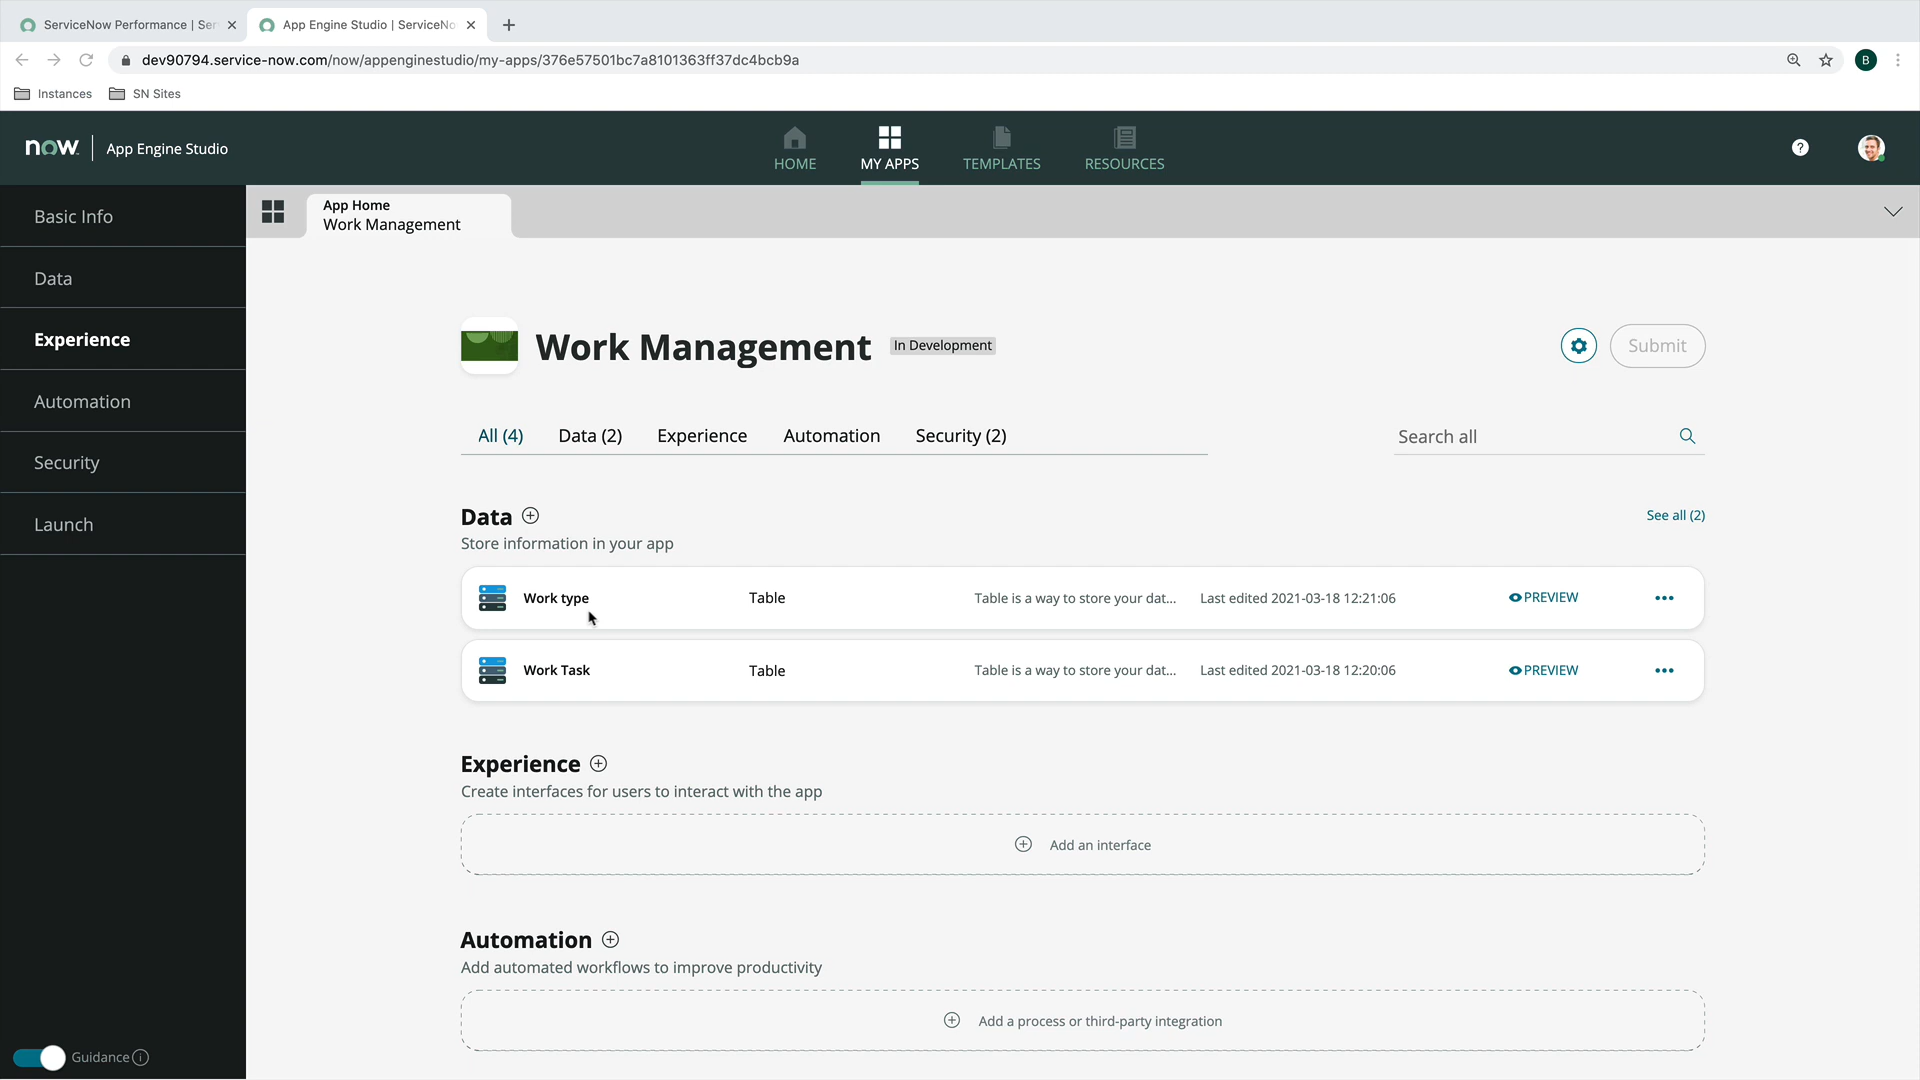 ServiceNow Performance | Ser
App Engine Studio | ServiceNo
dev90794.service-now.com/now/appenginestudio/my-apps/376e57501bc7a8101363ff37dc4bcb9a
B
Instances
SN Sites
now
App Engine Studio
HOME
MY APPS
TEMPLATES
RESOURCES
?
Basic Info
Data
Experience
Automation
Security
Launch
Guidance
App Home
Work Management
Work Management
In Development
Submit
All (4)
Data (2)
Experience
Automation
Security (2)
Search all
Data
See all (2)
Store information in your app
Work type
Table
Table is a way to store your dat...
Last edited 2021-03-18 12:21:06
PREVIEW
Work Task
Table
Table is a way to store your dat...
Last edited 2021-03-18 12:20:06
PREVIEW
Experience
Create interfaces for users to interact with the app
Add an interface
Automation
Add automated workflows to improve productivity
Add a process or third-party integration